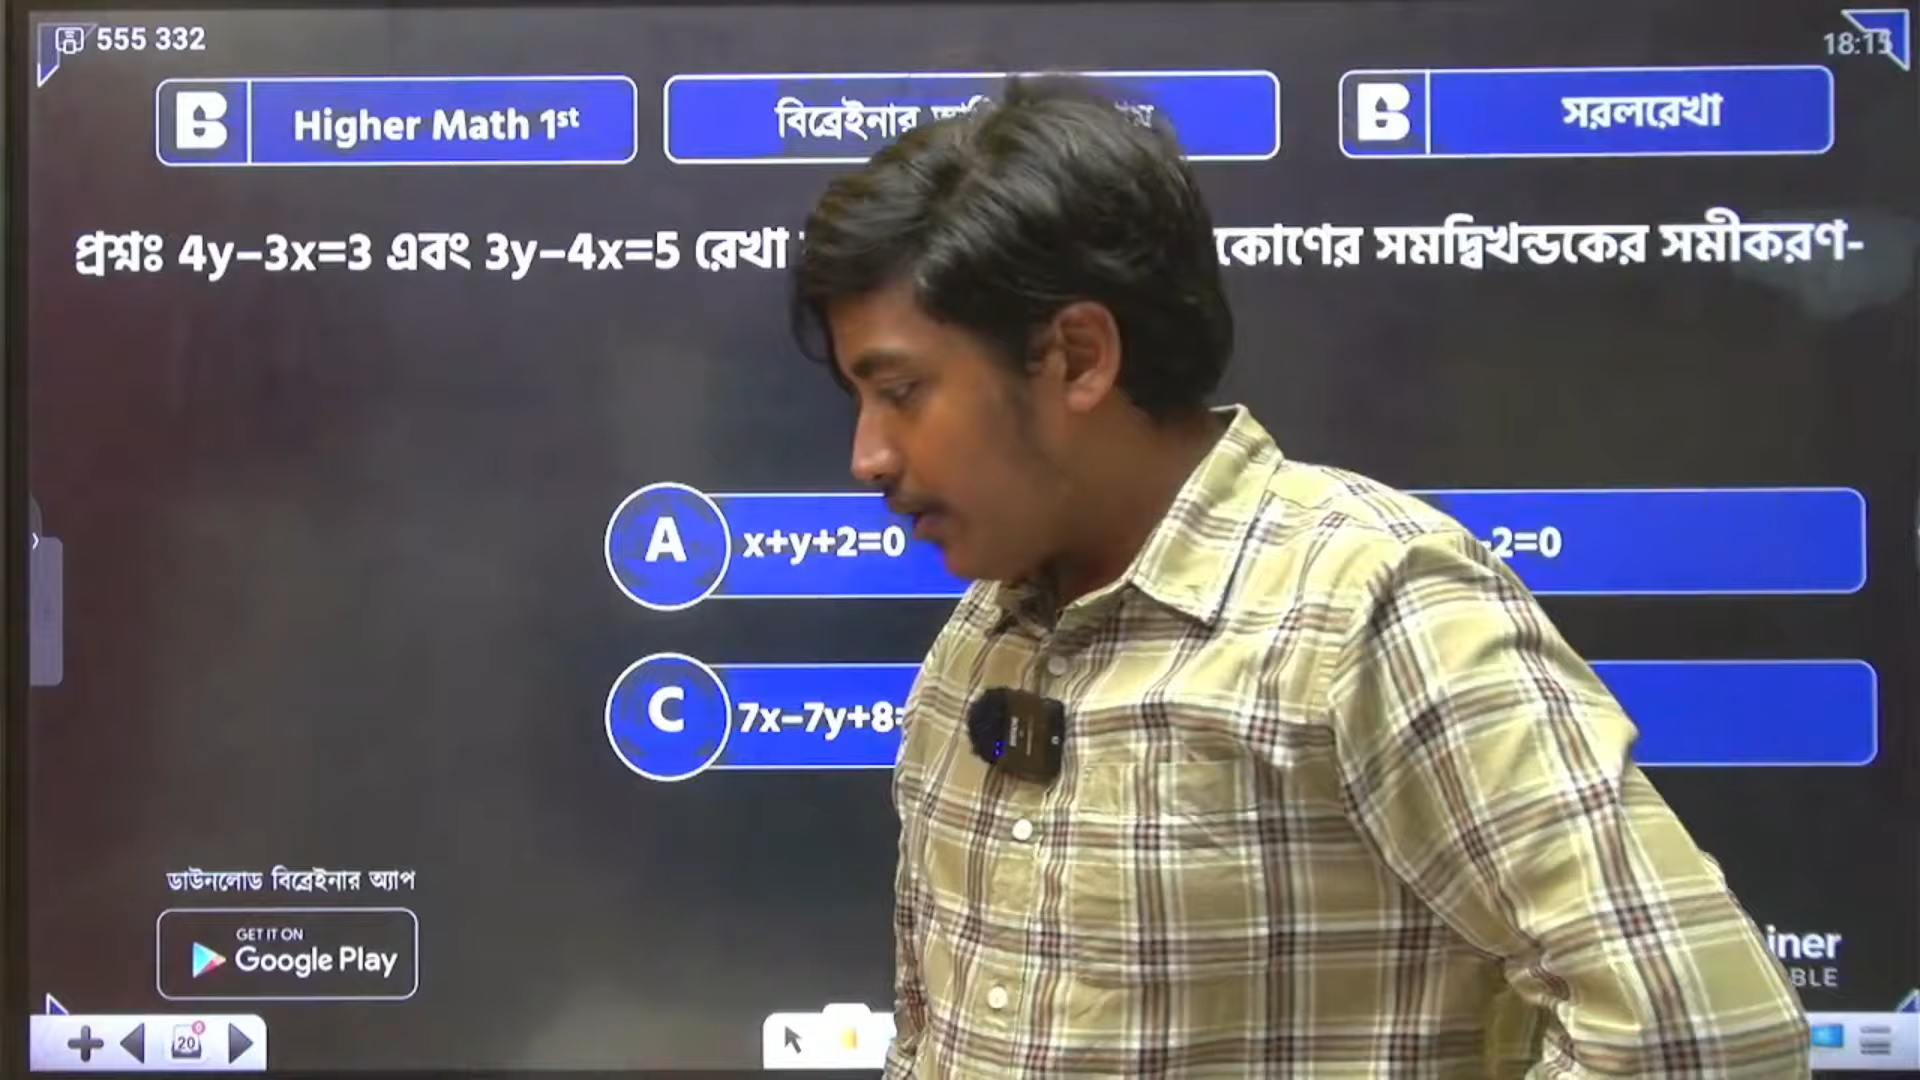 555 332
18:15
Higher Math 1st
বিব্রেইনার
সরলরেখা
প্রশ্নঃ 4y–3x=3 এবং 3y–4x=5 রেখা কোণের সমদ্বিখন্ডকের সমীকরণ-
A x+y+2=0
-2=0
C 7x–7y+8=
ডাউনলোড বিব্রেইনার অ্যাপ
GET IT ON
Google Play
iner
BLE
20